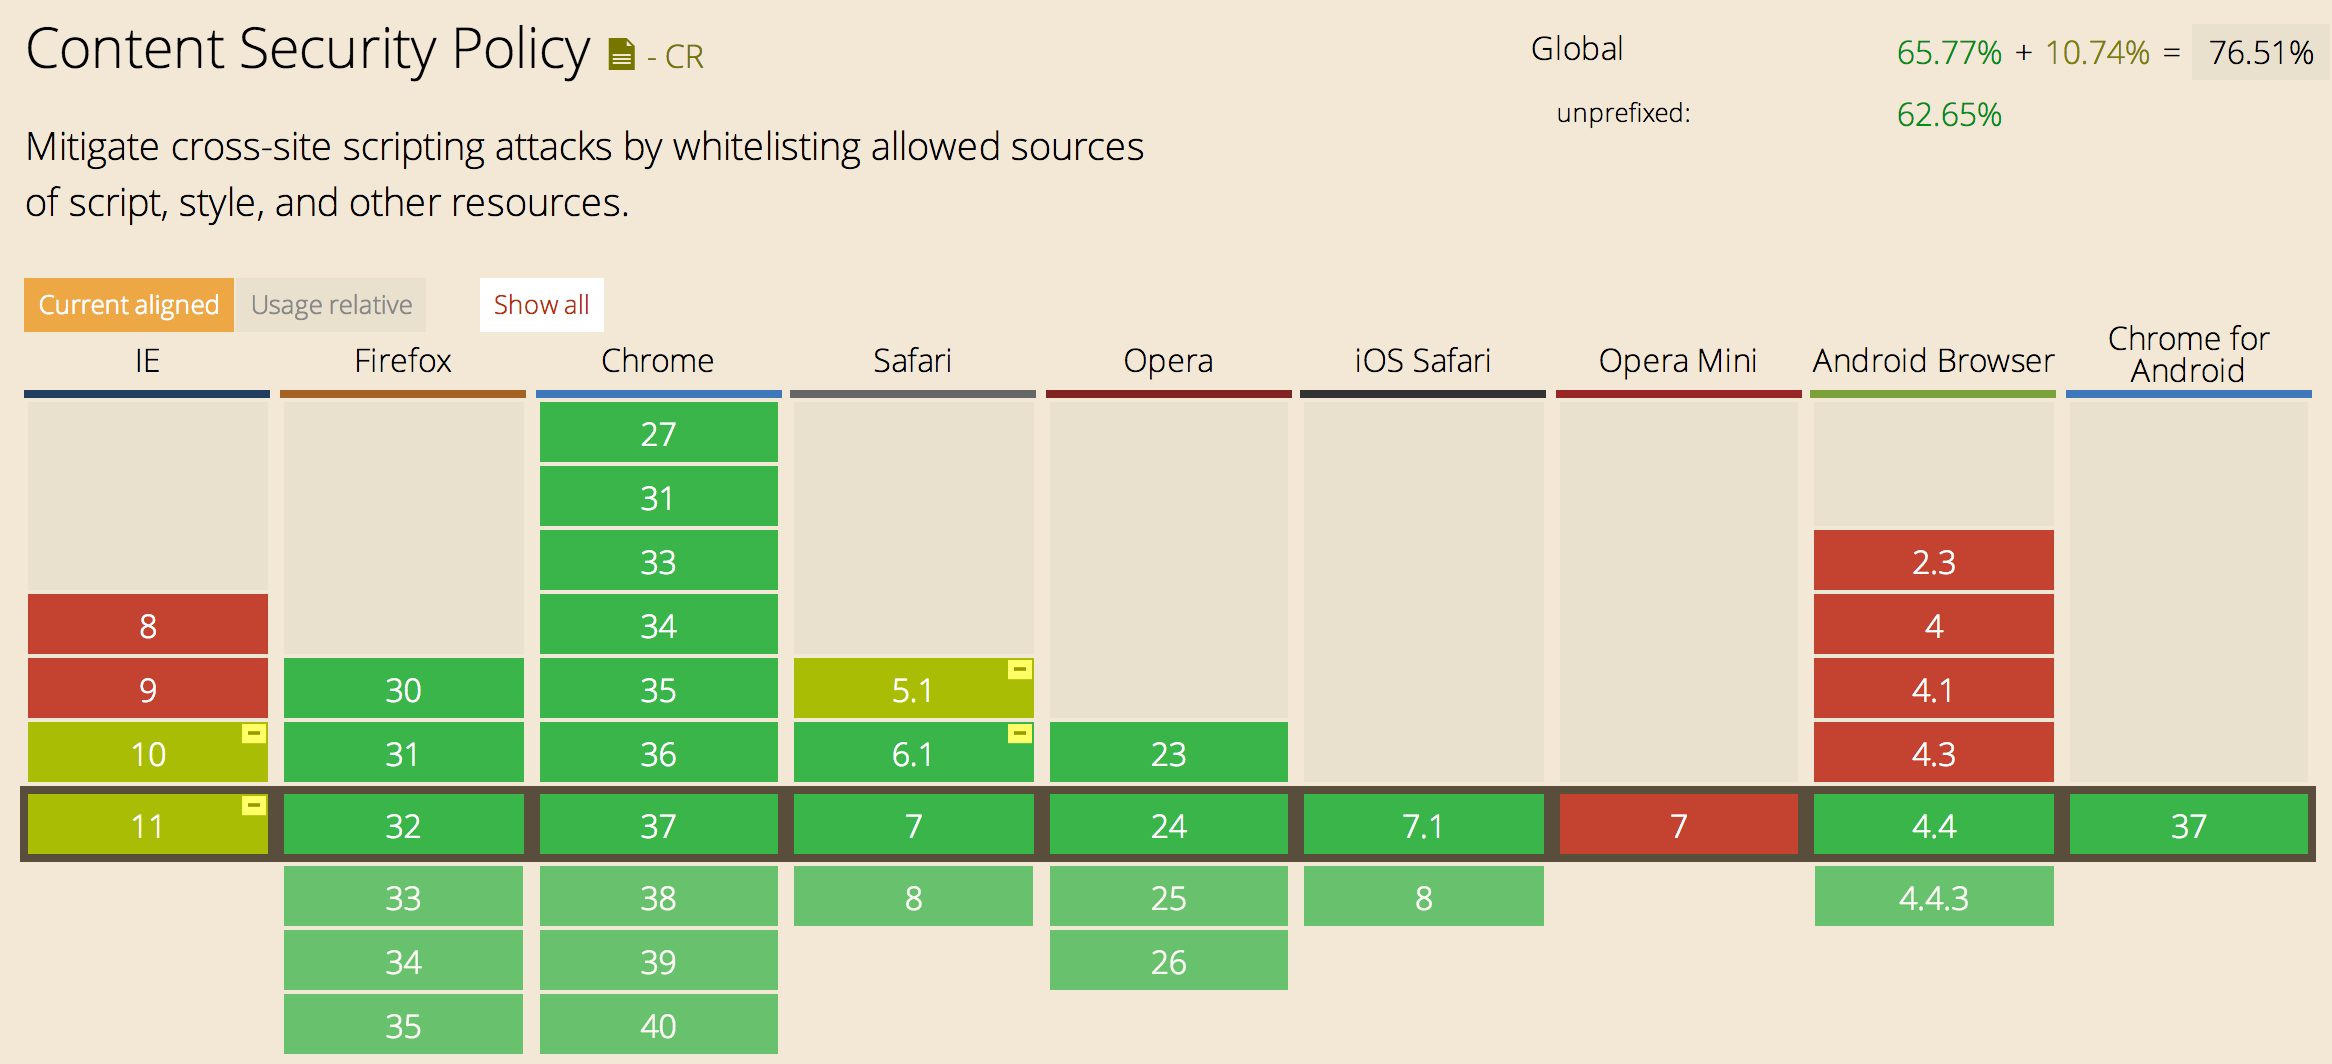 Content Security Policy - CR
Global 65.77% + 10.74% = 76.51%
unprefixed: 62.65%
Mitigate cross-site scripting attacks by whitelisting allowed sources
of script, style, and other resources.
Current aligned Usage relative Show all
IE Firefox Chrome Safari Opera iOS Safari Opera Mini Android Browser Chrome for Android
27
31
33 2.3
8 34 4
9 30 35 5.1 4.1
10 31 36 6.1 23 4.3
11 32 37 7 24 7.1 7 4.4 37
33 38 8 25 8 4.4.3
34 39 26
35 40